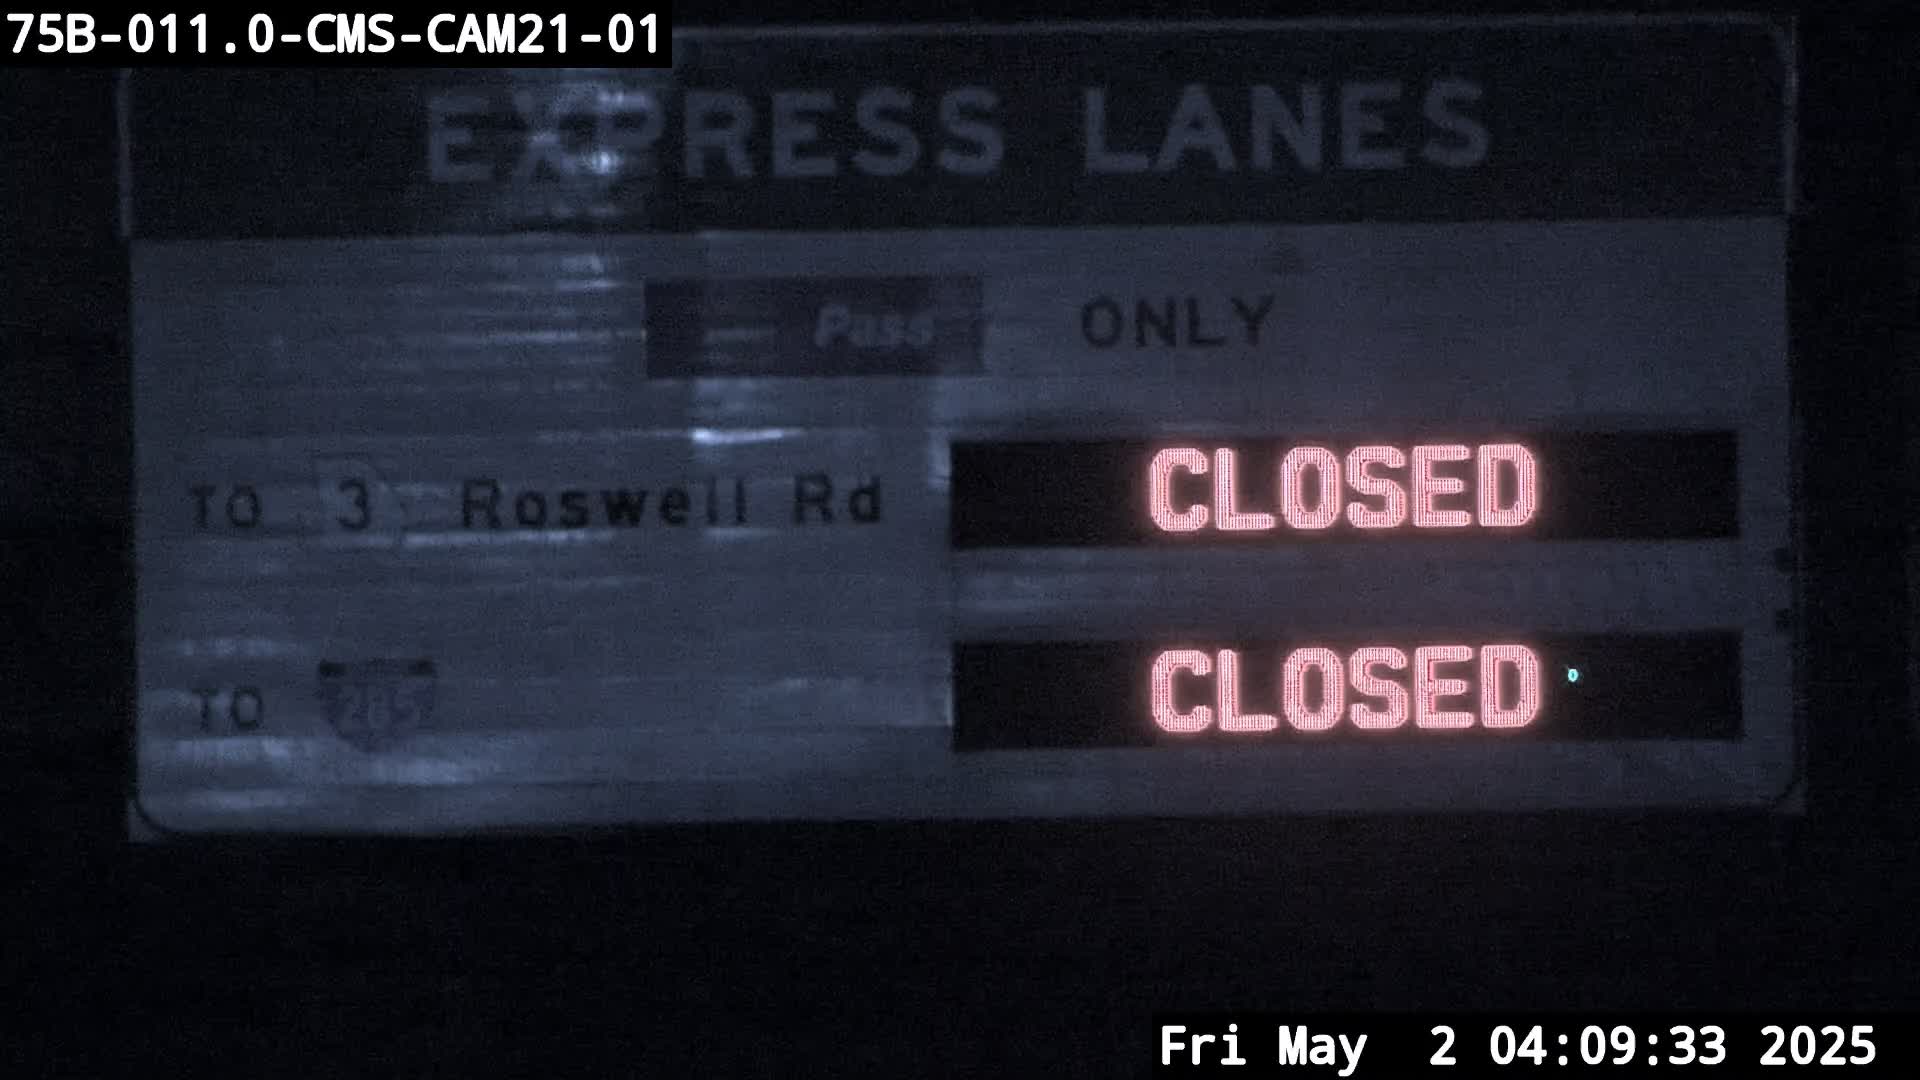 75B-011.0-CMS-CAM21-01
EXPRESS LANES
Pass ONLY
TO 3 Roswell Rd CLOSED
TO 285 CLOSED
Fri May 2 04:09:33 2025